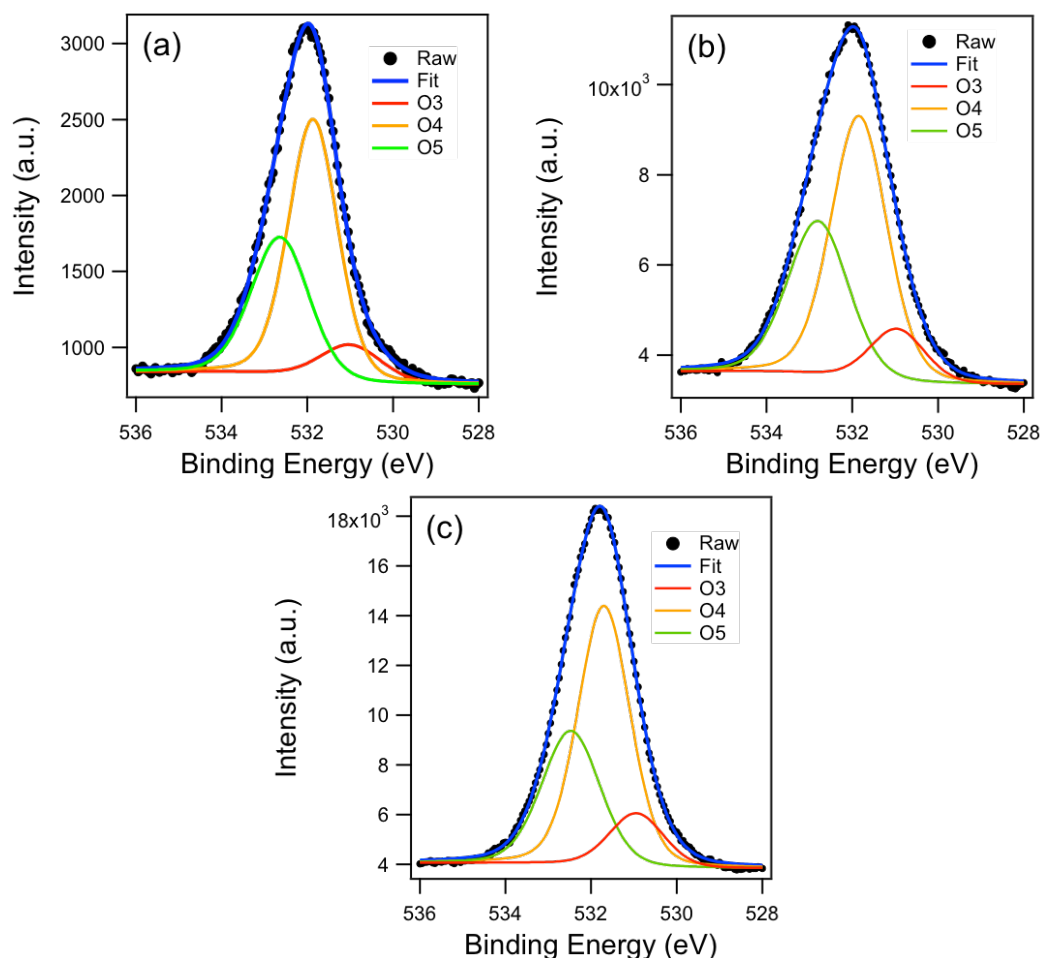 (a)
Raw
Fit
O3
O4
O5
3000
2500
2000
1500
1000
Intensity (a.u.)
536
534
532
530
528
Binding Energy (eV)
(b)
Raw
Fit
O3
O4
O5
10x10³
8
6
4
Intensity (a.u.)
536
534
532
530
528
Binding Energy (eV)
(c)
Raw
Fit
O3
O4
O5
18x10³
16
14
12
10
8
6
4
Intensity (a.u.)
536
534
532
530
528
Binding Energy (eV)